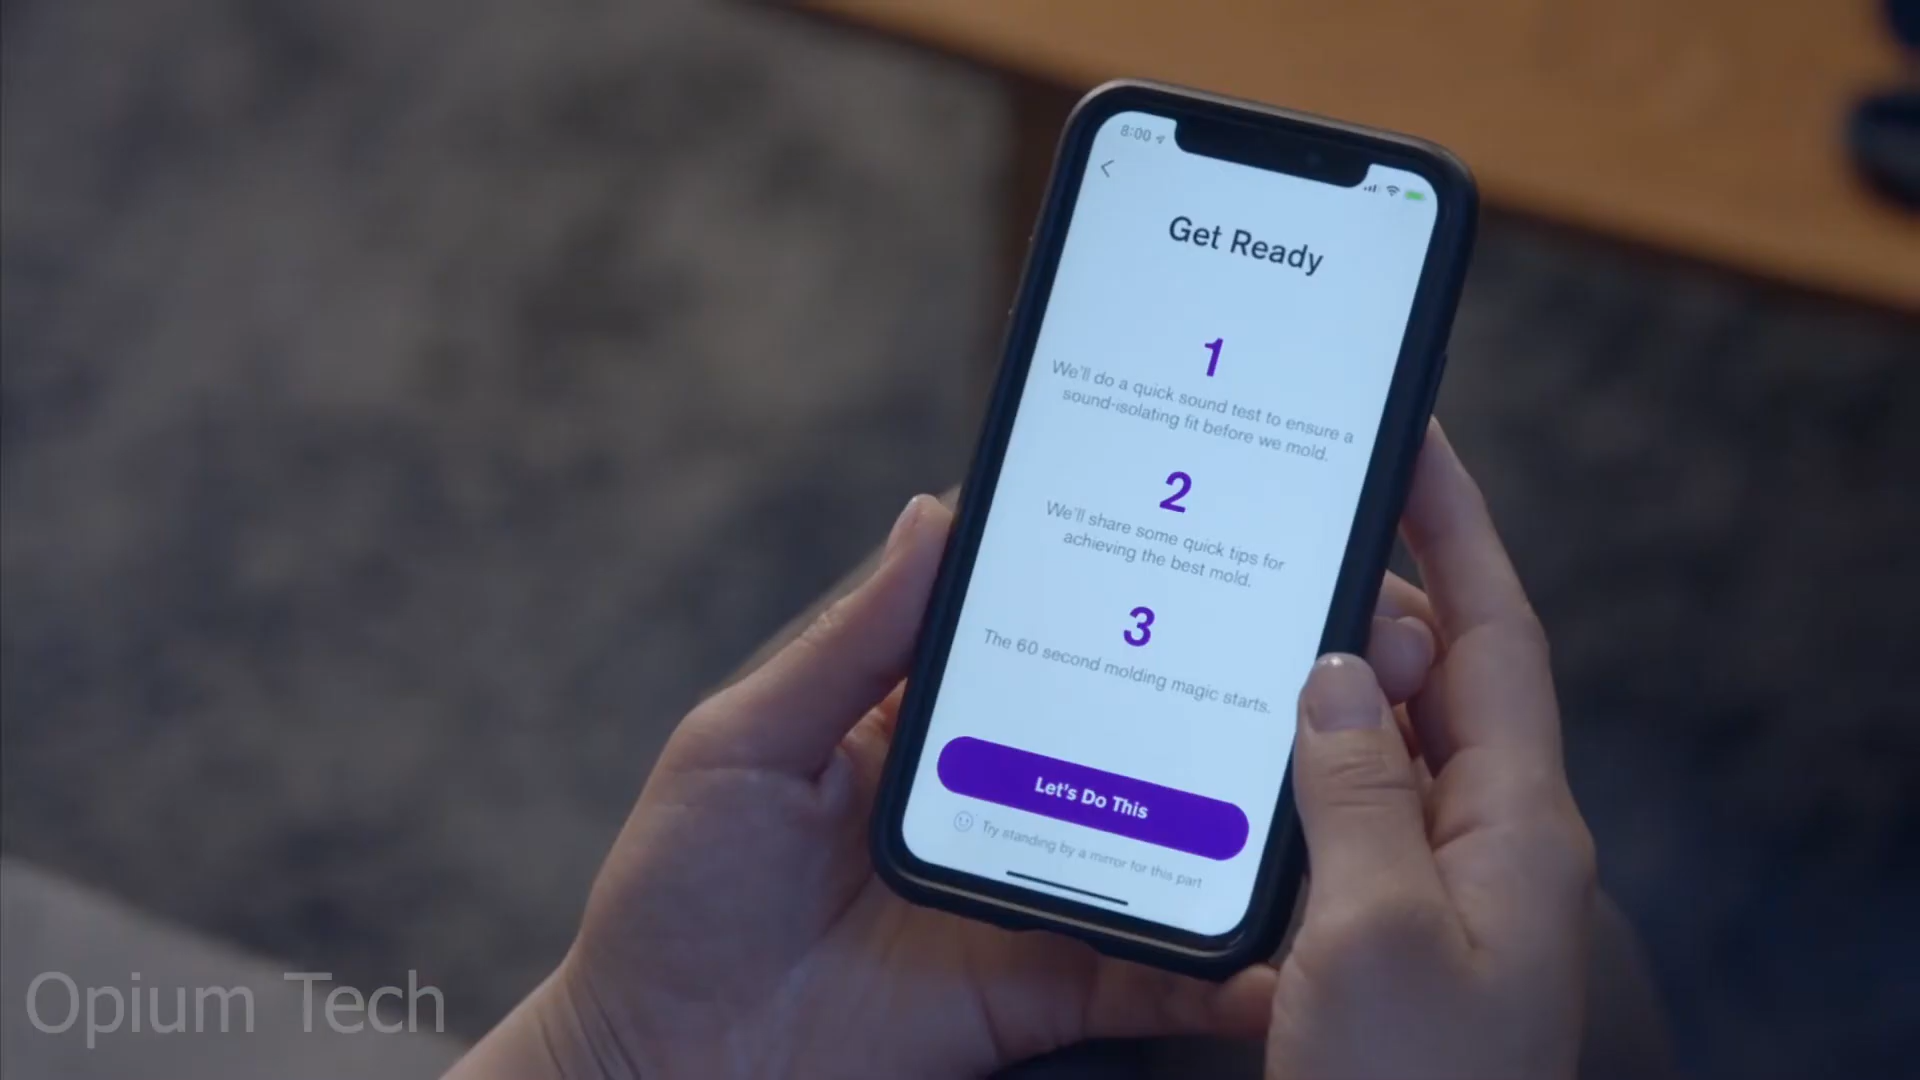 8:00
Get Ready
1
We'll do a quick sound test to ensure a
sound-isolating fit before we mold.
2
We'll share some quick tips for
achieving the best mold.
3
The 60 second molding magic starts.
Let's Do This
Try standing by a mirror for this part
Opium Tech